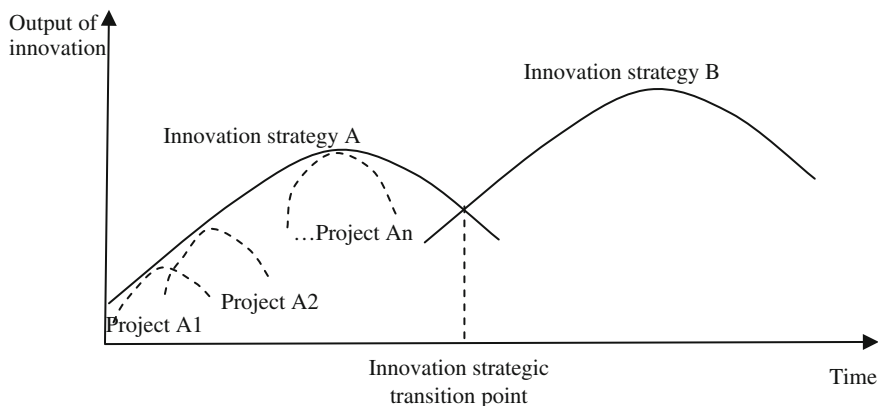 Output of
innovation
Innovation strategy B
Innovation strategy A
…Project An
Project A2
Project A1
Innovation strategic
transition point
Time